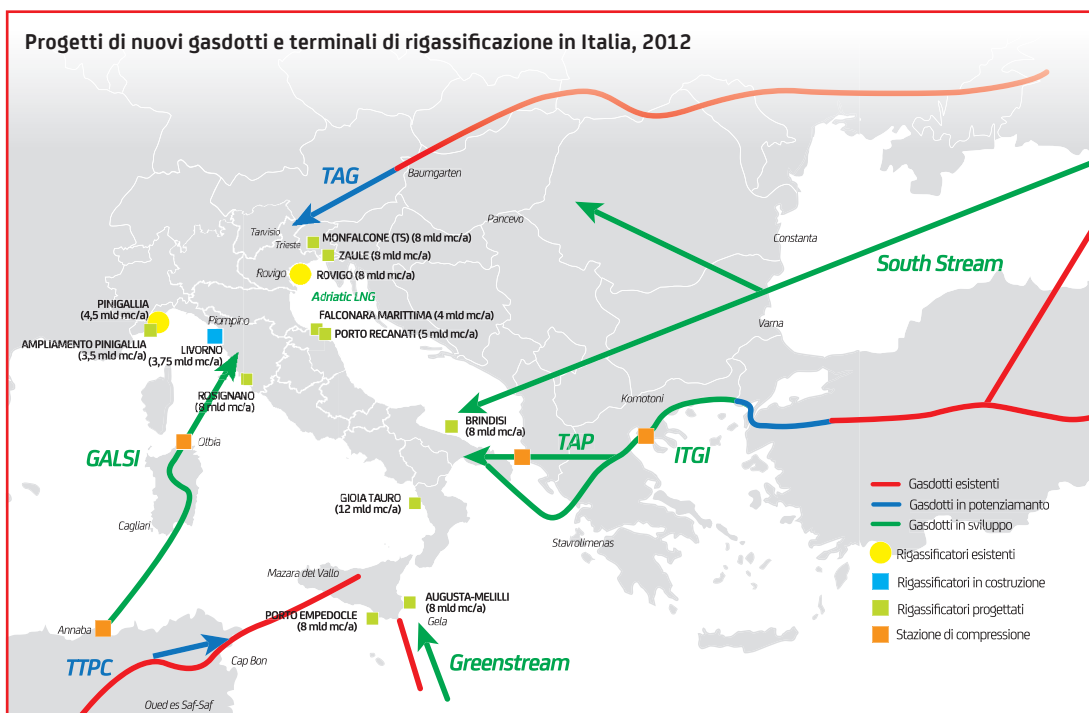 Progetti di nuovi gasdotti e terminali di rigassificazione in Italia, 2012
TAG
Baumgarten
Pancevo
Constanta
South Stream
Varna
Tarvisio
Trieste
MONFALCONE (TS) (8 mld mc/a)
ZAULE (8 mld mc/a)
Rovigo
ROVIGO (8 mld mc/a)
Adriatic LNG
PINIGALLIA
(4,5 mld mc/a)
Piompino
FALCONARA MARITTIMA (4 mld mc/a)
PORTO RECANATI (5 mld mc/a)
AMPLIAMENTO PINIGALLIA
(3,5 mld mc/a)
LIVORNO
(3,75 mld mc/a)
ROSIGNANO
(8 mld mc/a)
Komotoni
BRINDISI
(8 mld mc/a)
TAP
ITGI
GALSI
Olbia
GIOIA TAURO
(12 mld mc/a)
Cagliari
Stavrolimenas
Mazara del Vallo
AUGUSTA-MELILLI
(8 mld mc/a)
Gela
PORTO EMPEDOCLE
(8 mld mc/a)
Annaba
TTPC
Cap Bon
Greenstream
Oued es Saf-Saf
Gasdotti esistenti
Gasdotti in potenziamanto
Gasdotti in sviluppo
Rigassificatori esistenti
Rigassificatori in costruzione
Rigassificatori progettati
Stazione di compressione